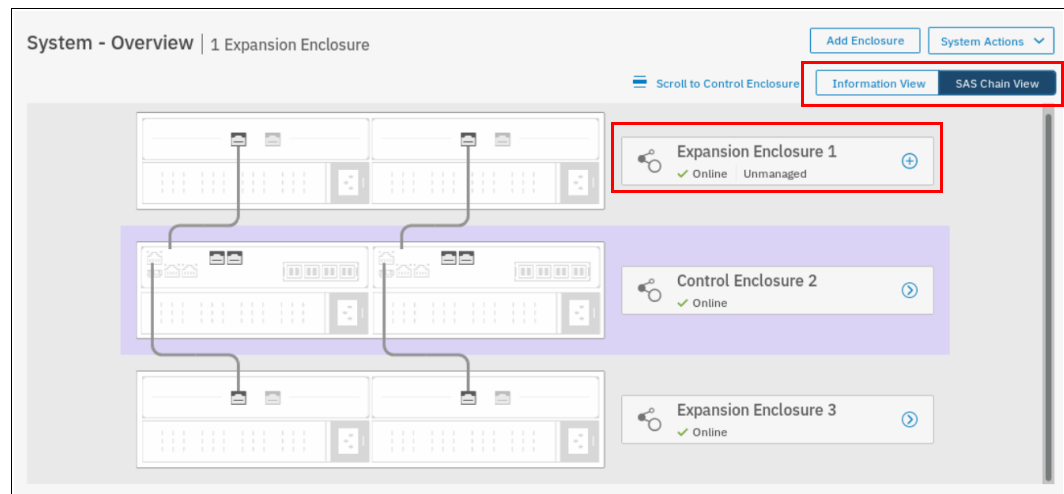 System - Overview | 1 Expansion Enclosure
Add Enclosure
System Actions
Scroll to Control Enclosure
Information View
SAS Chain View
Expansion Enclosure 1
Online | Unmanaged
Control Enclosure 2
Online
Expansion Enclosure 3
Online